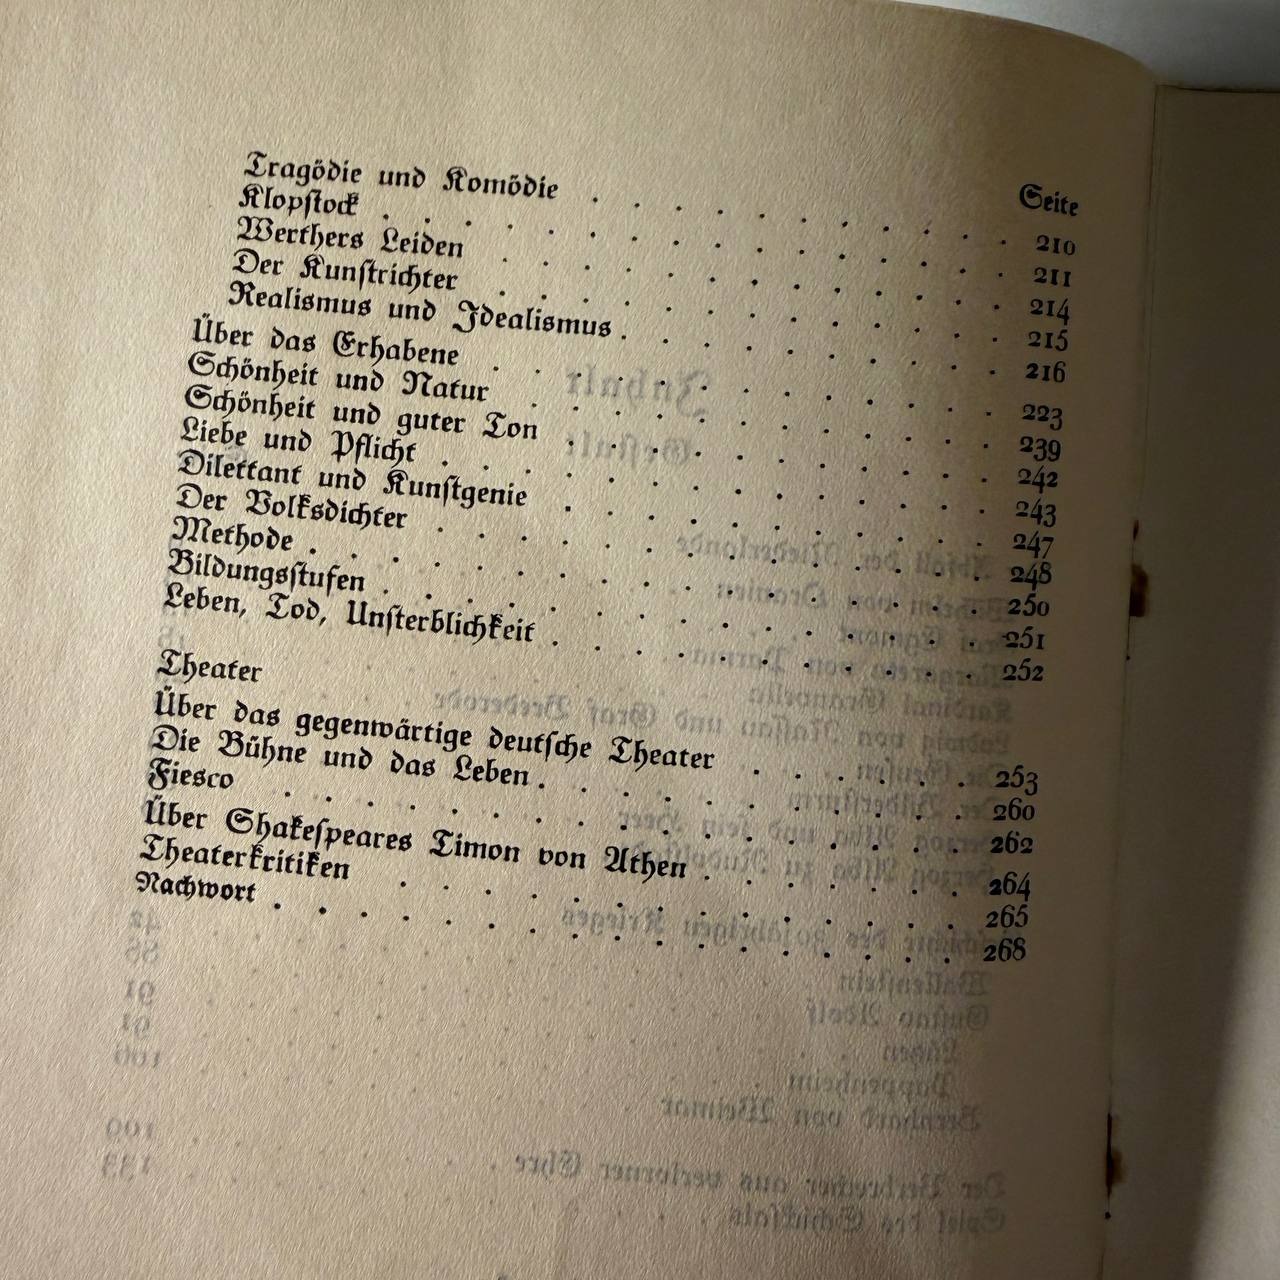 Seite
Tragödie und Komödie . . . . . . . . . . . 210
Klopstock . . . . . . . . . . . . . . . 211
Werthers Leiden . . . . . . . . . . . . . 214
Der Kunstrichter . . . . . . . . . . . . . 215
Realismus und Idealismus . . . . . . . . . . 216
Über das Erhabene . . . . . . . . . . . . . 223
Schönheit und Natur . . . . . . . . . . . . 239
Schönheit und guter Ton . . . . . . . . . . . 242
Liebe und Pflicht . . . . . . . . . . . . . . 243
Dilettant und Kunstgenie . . . . . . . . . . . 247
Der Volksdichter . . . . . . . . . . . . . . 248
Methode . . . . . . . . . . . . . . . . . 250
Bildungsstufen . . . . . . . . . . . . . . . 251
Leben, Tod, Unsterblichkeit . . . . . . . . . . . 252
Theater
Über das gegenwärtige deutsche Theater . . . . . . 253
Die Bühne und das Leben . . . . . . . . . . . 260
Fiesco . . . . . . . . . . . . . . . . . 262
Über Shakespeares Timon von Athen . . . . . . . 264
Theaterkritiken . . . . . . . . . . . . . . 265
Nachwort . . . . . . . . . . . . . . . . . 268